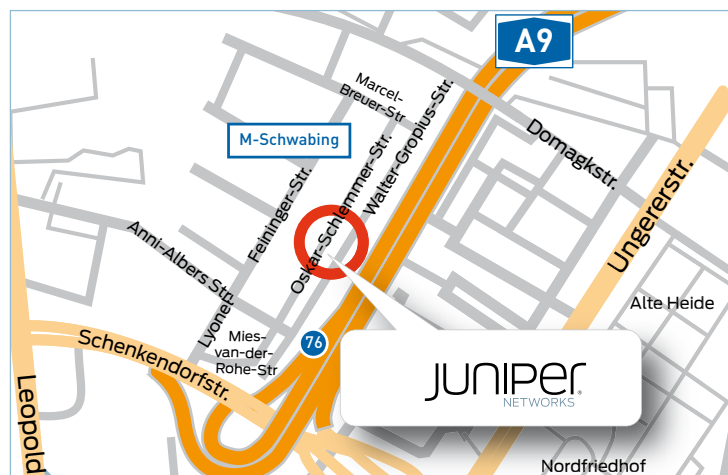 A9
Marcel-
Breuer-Str
M-Schwabing
Domagkstr.
Walter-Gropius-Str.
Oskar-Schlemmer-Str.
Feininger-Str.
Ungererstr.
Anni-Albers Str.
Lyonel-
Alte Heide
Schenkendorfstr.
Mies-
van-der-
Rohe-Str
76
JUNIPER
NETWORKS
Leopold
Nordfriedhof